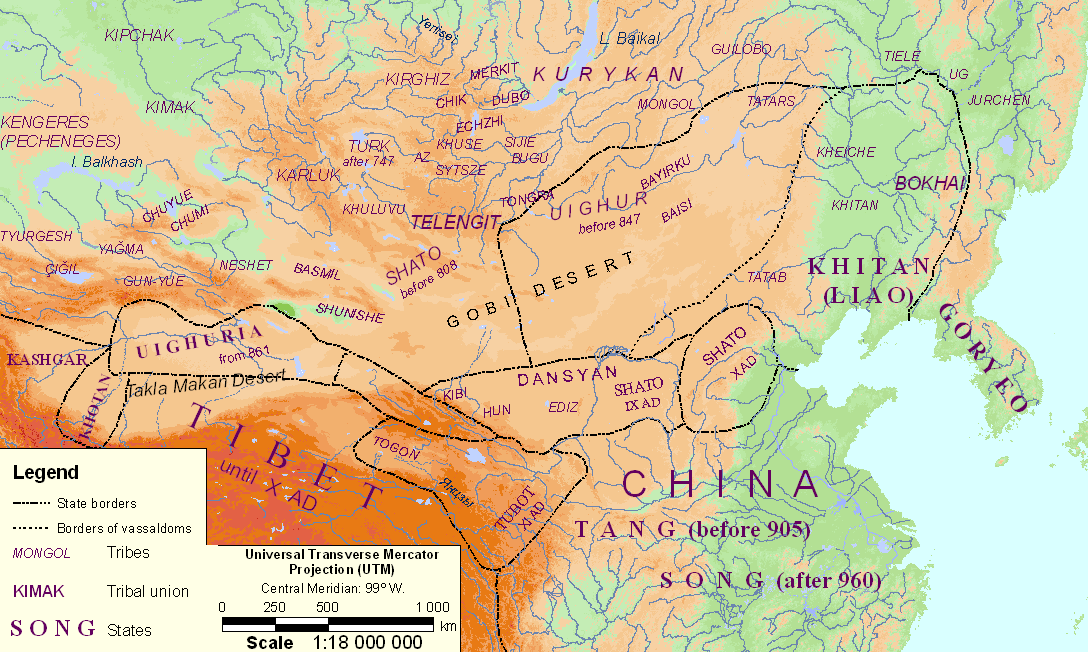 KIPCHAK
Yenisei
L. Baikal
GUILOBO
TIELE
UG
KIRGHIZ
MERKIT
KURYKAN
KIMAK
CHIK
DUBO
MONGOL
TATARS
JURCHEN
KENGERES
(PECHENEGES)
ECHZHI
TURK
after 747
AZ
KHUSE
SIJIE
BUGU
KHEICHE
l. Balkhash
KARLUK
SYTSZE
BAYIRKU
BOKHAI
CHUYUE
CHUMI
KHULUVU
TELENGIT
TONGRA
UIGHUR
before 847
BAISI
KHITAN
TYURGESH
YAĞMA
ÇIĞIL
GUN-YUE
NESHET
BASMIL
SHATO
before 808
GOBI DESERT
TATAB
KHITAN
(LIAO)
SHUNISHE
GORYEO
KASHGAR
UIGHURIA
from 861
SHATO
X AD
Takla Makan Desert
KHOTAN
DANSYAN
KIBI
HUN
EDIZ
SHATO
IX AD
TIBET
until X AD
TOGON
Янцзы
TUBOT
XI AD
CHINA
TANG (before 905)
SONG (after 960)
Legend
State borders
Borders of vassaldoms
MONGOL Tribes
KIMAK Tribal union
SONG States
Universal Transverse Mercator
Projection (UTM)
Central Meridian: 99° W.
0 250 500 1 000
km
Scale 1:18 000 000